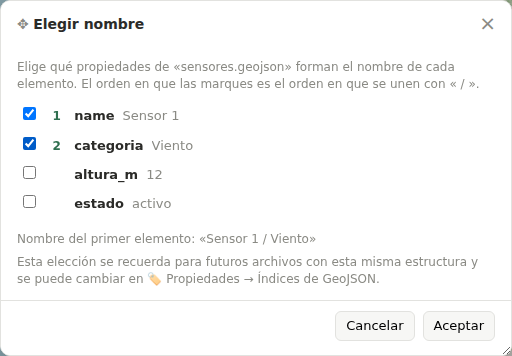 Elegir nombre
Elige qué propiedades de «sensores.geojson» forman el nombre de cada
elemento. El orden en que las marques es el orden en que se unen con « / ».
1 name Sensor 1
2 categoria Viento
altura_m 12
estado activo
Nombre del primer elemento: «Sensor 1 / Viento»
Esta elección se recuerda para futuros archivos con esta misma estructura y
se puede cambiar en 🏷️ Propiedades → Índices de GeoJSON.
Cancelar Aceptar